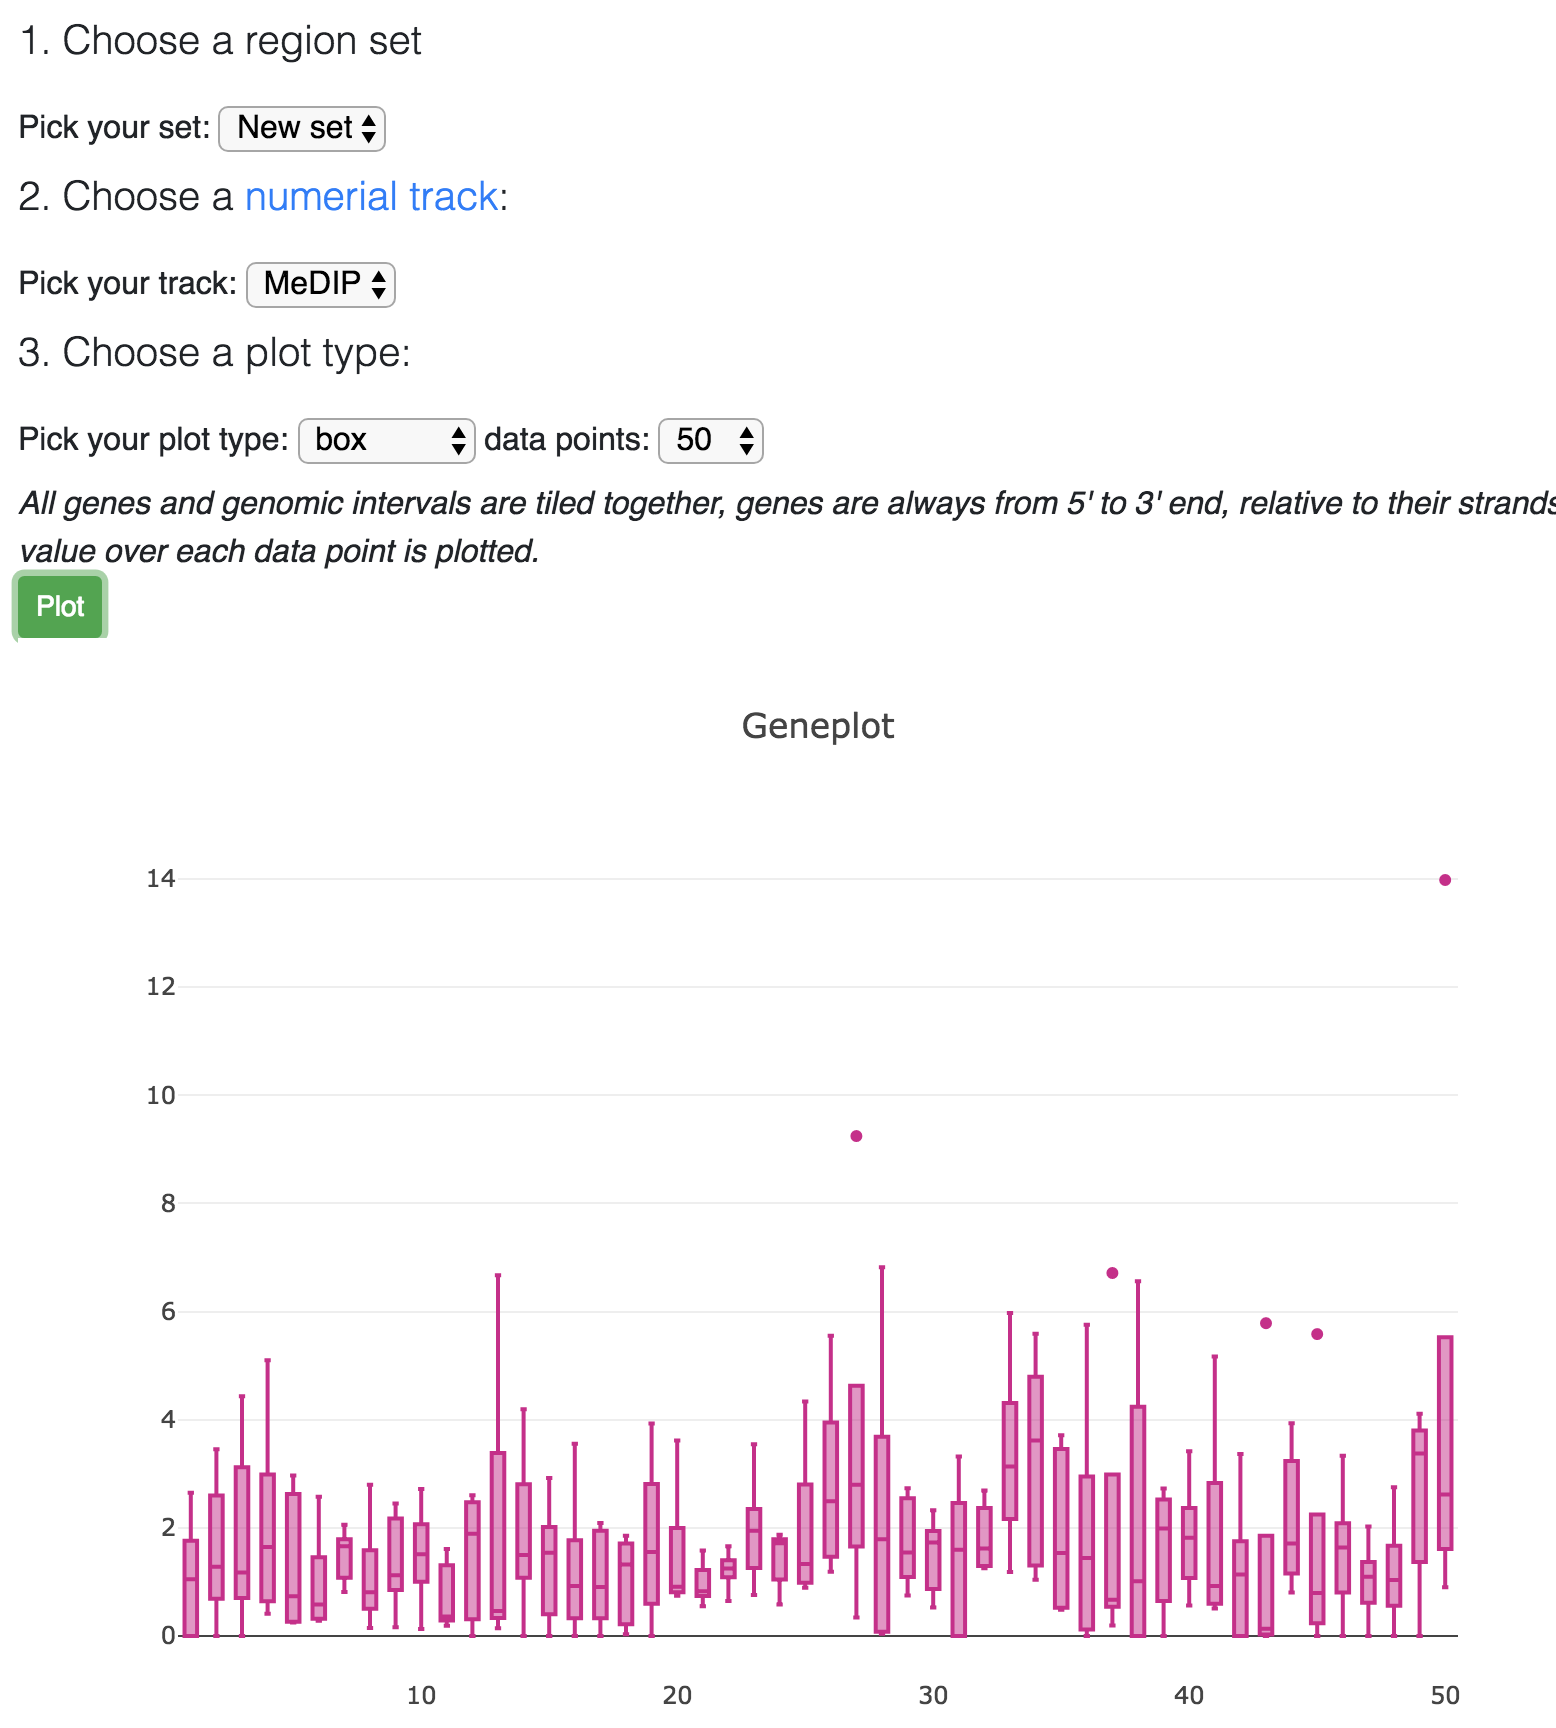 1. Choose a region set
Pick your set: New set
2. Choose a numerial track:
Pick your track: MeDIP
3. Choose a plot type:
Pick your plot type: box data points: 50
All genes and genomic intervals are tiled together, genes are always from 5' to 3' end, relative to their strands
value over each data point is plotted.
Plot
Geneplot
14
12
10
8
6
4
2
0
10 20 30 40 50